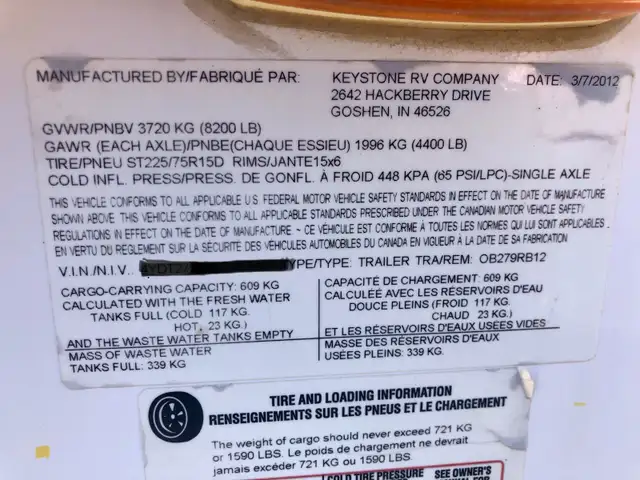 MANUFACTURED BY/FABRIQUÉ PAR: KEYSTONE RV COMPANY DATE: 3/7/2012
2642 HACKBERRY DRIVE
GOSHEN, IN 46526
GVWR/PNBV 3720 KG (8200 LB)
GAWR (EACH AXLE)/PNBE(CHAQUE ESSIEU) 1996 KG (4400 LB)
TIRE/PNEU ST225/75R15D RIMS/JANTE15x6
COLD INFL. PRESS/PRESS. DE GONFL. À FROID 448 KPA (65 PSI/LPC)-SINGLE AXLE
THIS VEHICLE CONFORMS TO ALL APPLICABLE U.S. FEDERAL MOTOR VEHICLE SAFETY STANDARDS IN EFFECT ON THE DATE OF MANUFACTURE
SHOWN ABOVE. THIS VEHICLE CONFORMS TO ALL APPLICABLE STANDARDS PRESCRIBED UNDER THE CANADIAN MOTOR VEHICLE SAFETY
REGULATIONS IN EFFECT ON THE DATE OF MANUFACTURE ~ CE VÉHICULE EST CONFORME À TOUTES LES NORMES QUI LUI SONT APPLICABLES
EN VERTU DU RÈGLEMENT SUR LA SÉCURITÉ DES VÉHICULES AUTOMOBILES DU CANADA EN VIGUEUR À LA DATE DE SA FABRICATION
V.I.N./N.I.V.: YPE/TYPE: TRAILER TRA/REM: OB279RB12
CARGO-CARRYING CAPACITY: 609 KG
CALCULATED WITH THE FRESH WATER
TANKS FULL (COLD 117 KG.
HOT, 23 KG.)
AND THE WASTE WATER TANKS EMPTY
MASS OF WASTE WATER
TANKS FULL: 339 KG
CAPACITÉ DE CHARGEMENT: 609 KG
CALCULÉE AVEC LES RÉSERVOIRS D'EAU
DOUCE PLEINS (FROID 117 KG.
CHAUD 23 KG.)
ET LES RÉSERVOIRS D'EAUX USÉES VIDES
MASSE DES RÉSERVOIRS D'EAUX
USÉES PLEINS: 339 KG.
TIRE AND LOADING INFORMATION
RENSEIGNEMENTS SUR LES PNEUS ET LE CHARGEMENT
The weight of cargo should never exceed 721 KG
or 1590 LBS. Le poids de chargement ne devrait
jamais excéder 721 KG ou 1590 LBS.
COLD TIRE PRESSURE SEE OWNER'S